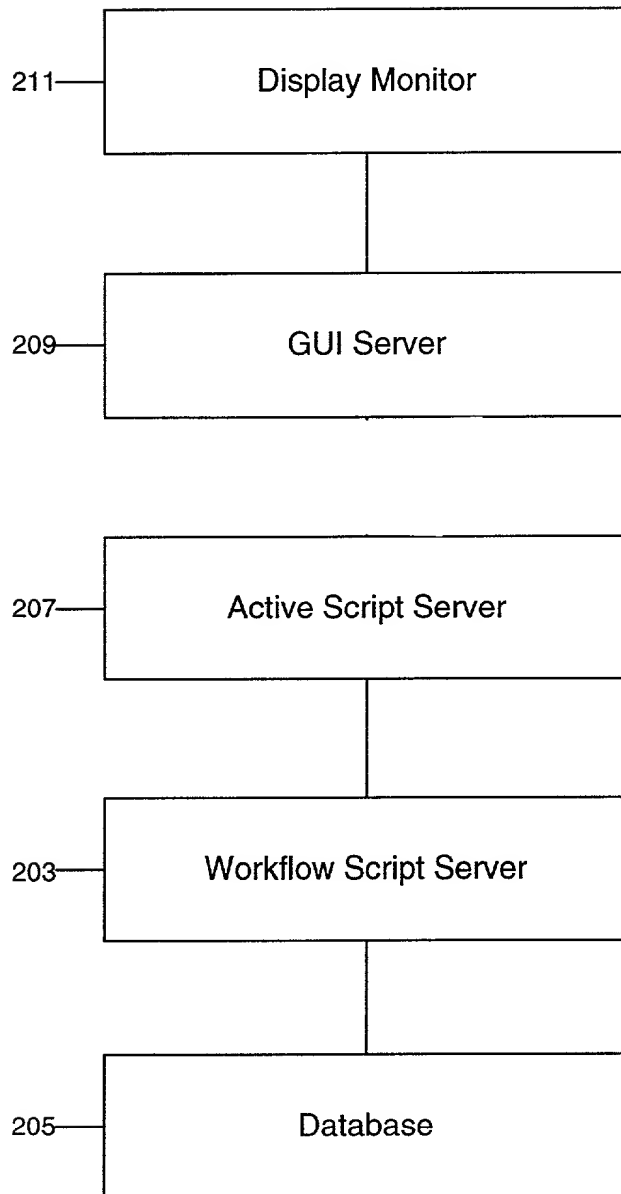 211 Display Monitor
209 GUI Server
207 Active Script Server
203 Workflow Script Server
205 Database